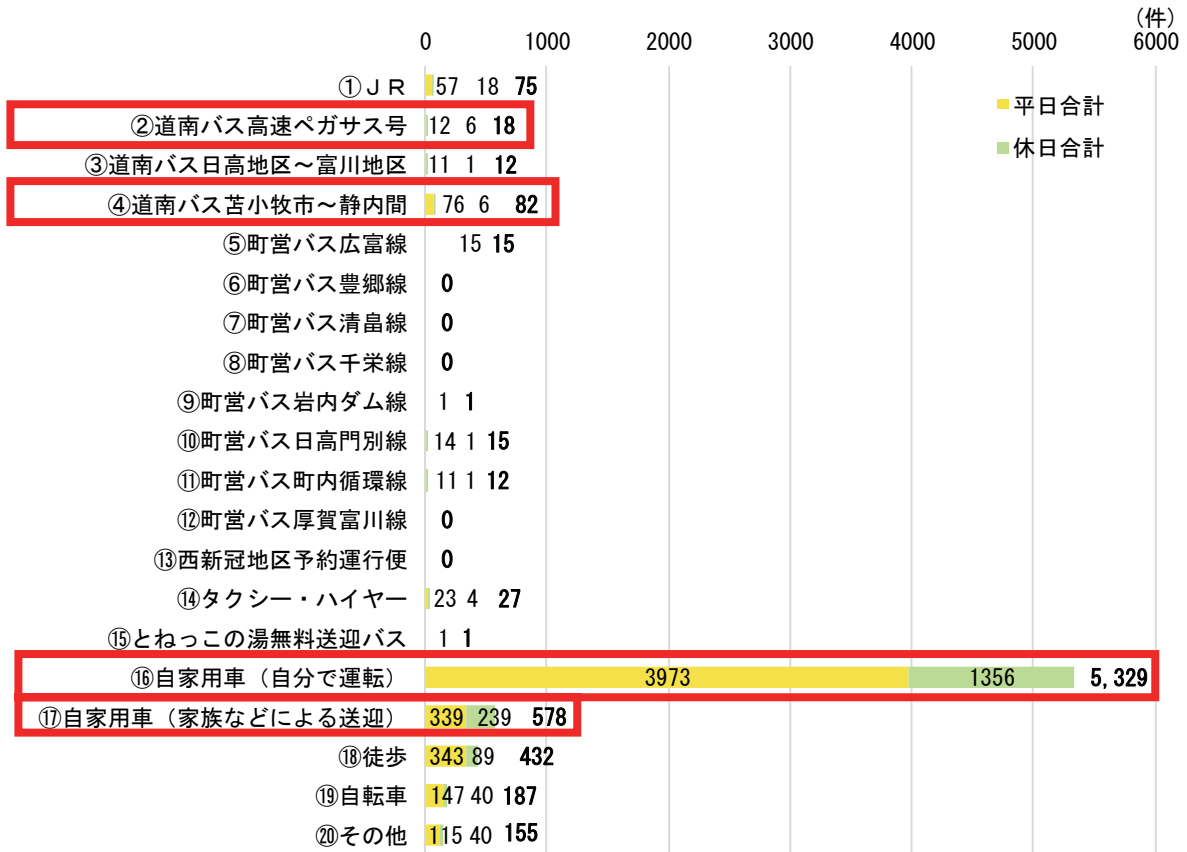 (件)
0 1000 2000 3000 4000 5000 6000
①ＪＲ 57 18 75
②道南バス高速ペガサス号 12 6 18
③道南バス日高地区～富川地区 11 1 12
④道南バス苫小牧市～静内間 76 6 82
⑤町営バス広富線 15 15
⑥町営バス豊郷線 0
⑦町営バス清畠線 0
⑧町営バス千栄線 0
⑨町営バス岩内ダム線 1 1
⑩町営バス日高門別線 14 1 15
⑪町営バス町内循環線 11 1 12
⑫町営バス厚賀富川線 0
⑬西新冠地区予約運行便 0
⑭タクシー・ハイヤー 23 4 27
⑮とねっこの湯無料送迎バス 1 1
⑯自家用車（自分で運転） 3973 1356 5,329
⑰自家用車（家族などによる送迎） 339 239 578
⑱徒歩 343 89 432
⑲自転車 147 40 187
⑳その他 115 40 155
平日合計
休日合計